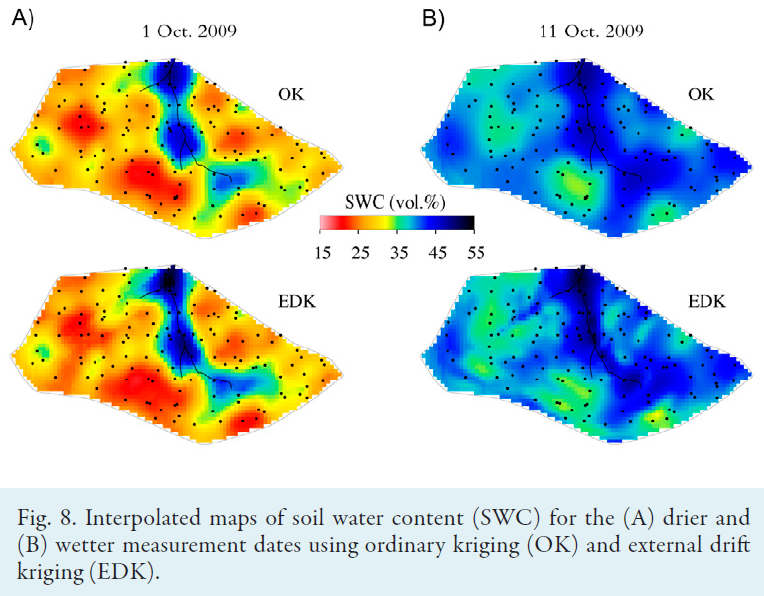 A)
B)
1 Oct. 2009
11 Oct. 2009
OK
OK
SWC (vol.%)
15 25 35 45 55
EDK
EDK
Fig. 8. Interpolated maps of soil water content (SWC) for the (A) drier and
(B) wetter measurement dates using ordinary kriging (OK) and external drift
kriging (EDK).